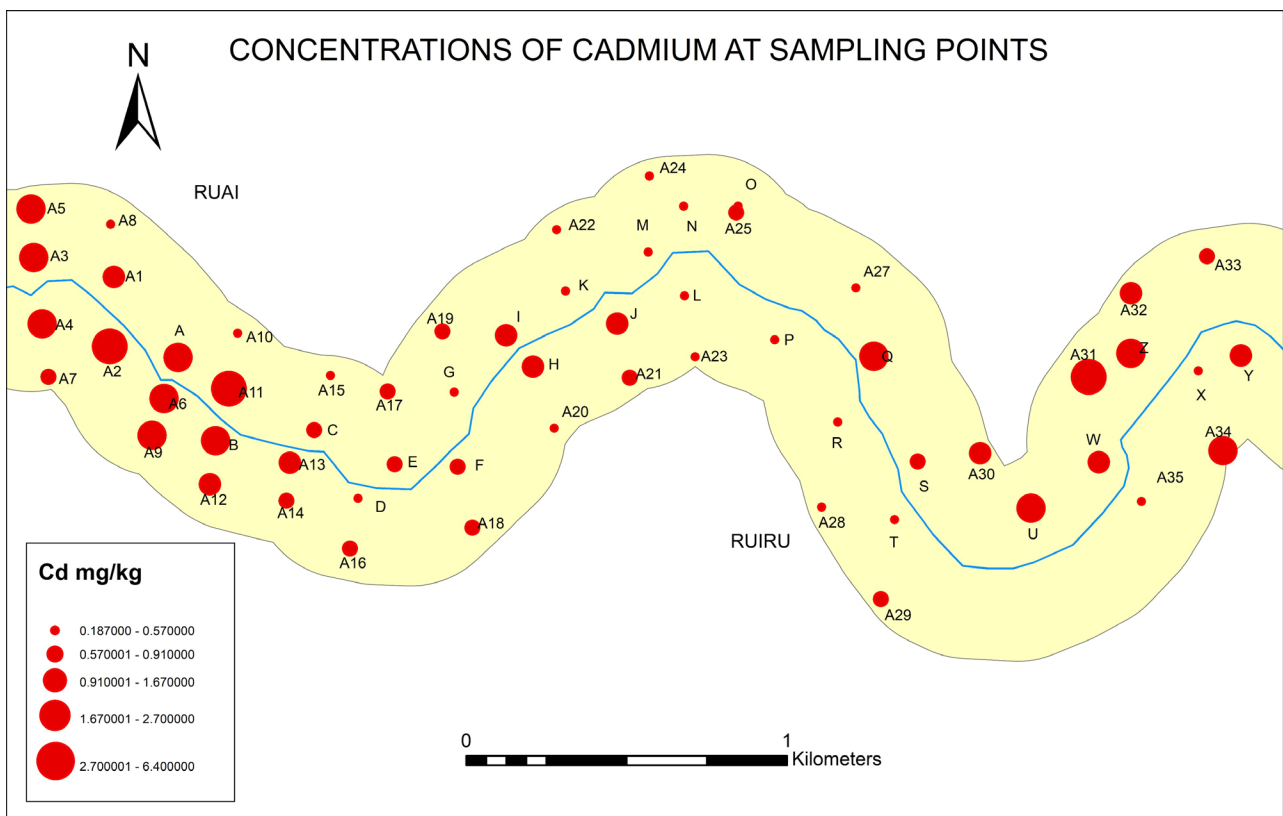 CONCENTRATIONS OF CADMIUM AT SAMPLING POINTS
N
RUAI
A24
O
N
A25
A5
A8
A22
M
A3
A1
K
L
A27
A33
A32
A4
A
A10
A19
I
J
P
A2
H
A23
Q
A31
Z
Y
A7
A11
A15
A17
G
A21
X
A6
A9
B
C
A20
R
A34
A13
E
F
S
A30
W
A12
A14
D
A18
A28
T
U
A35
A16
RUIRU
A29
Cd mg/kg
0.187000 - 0.570000
0.570001 - 0.910000
0.910001 - 1.670000
1.670001 - 2.700000
2.700001 - 6.400000
0 1
Kilometers